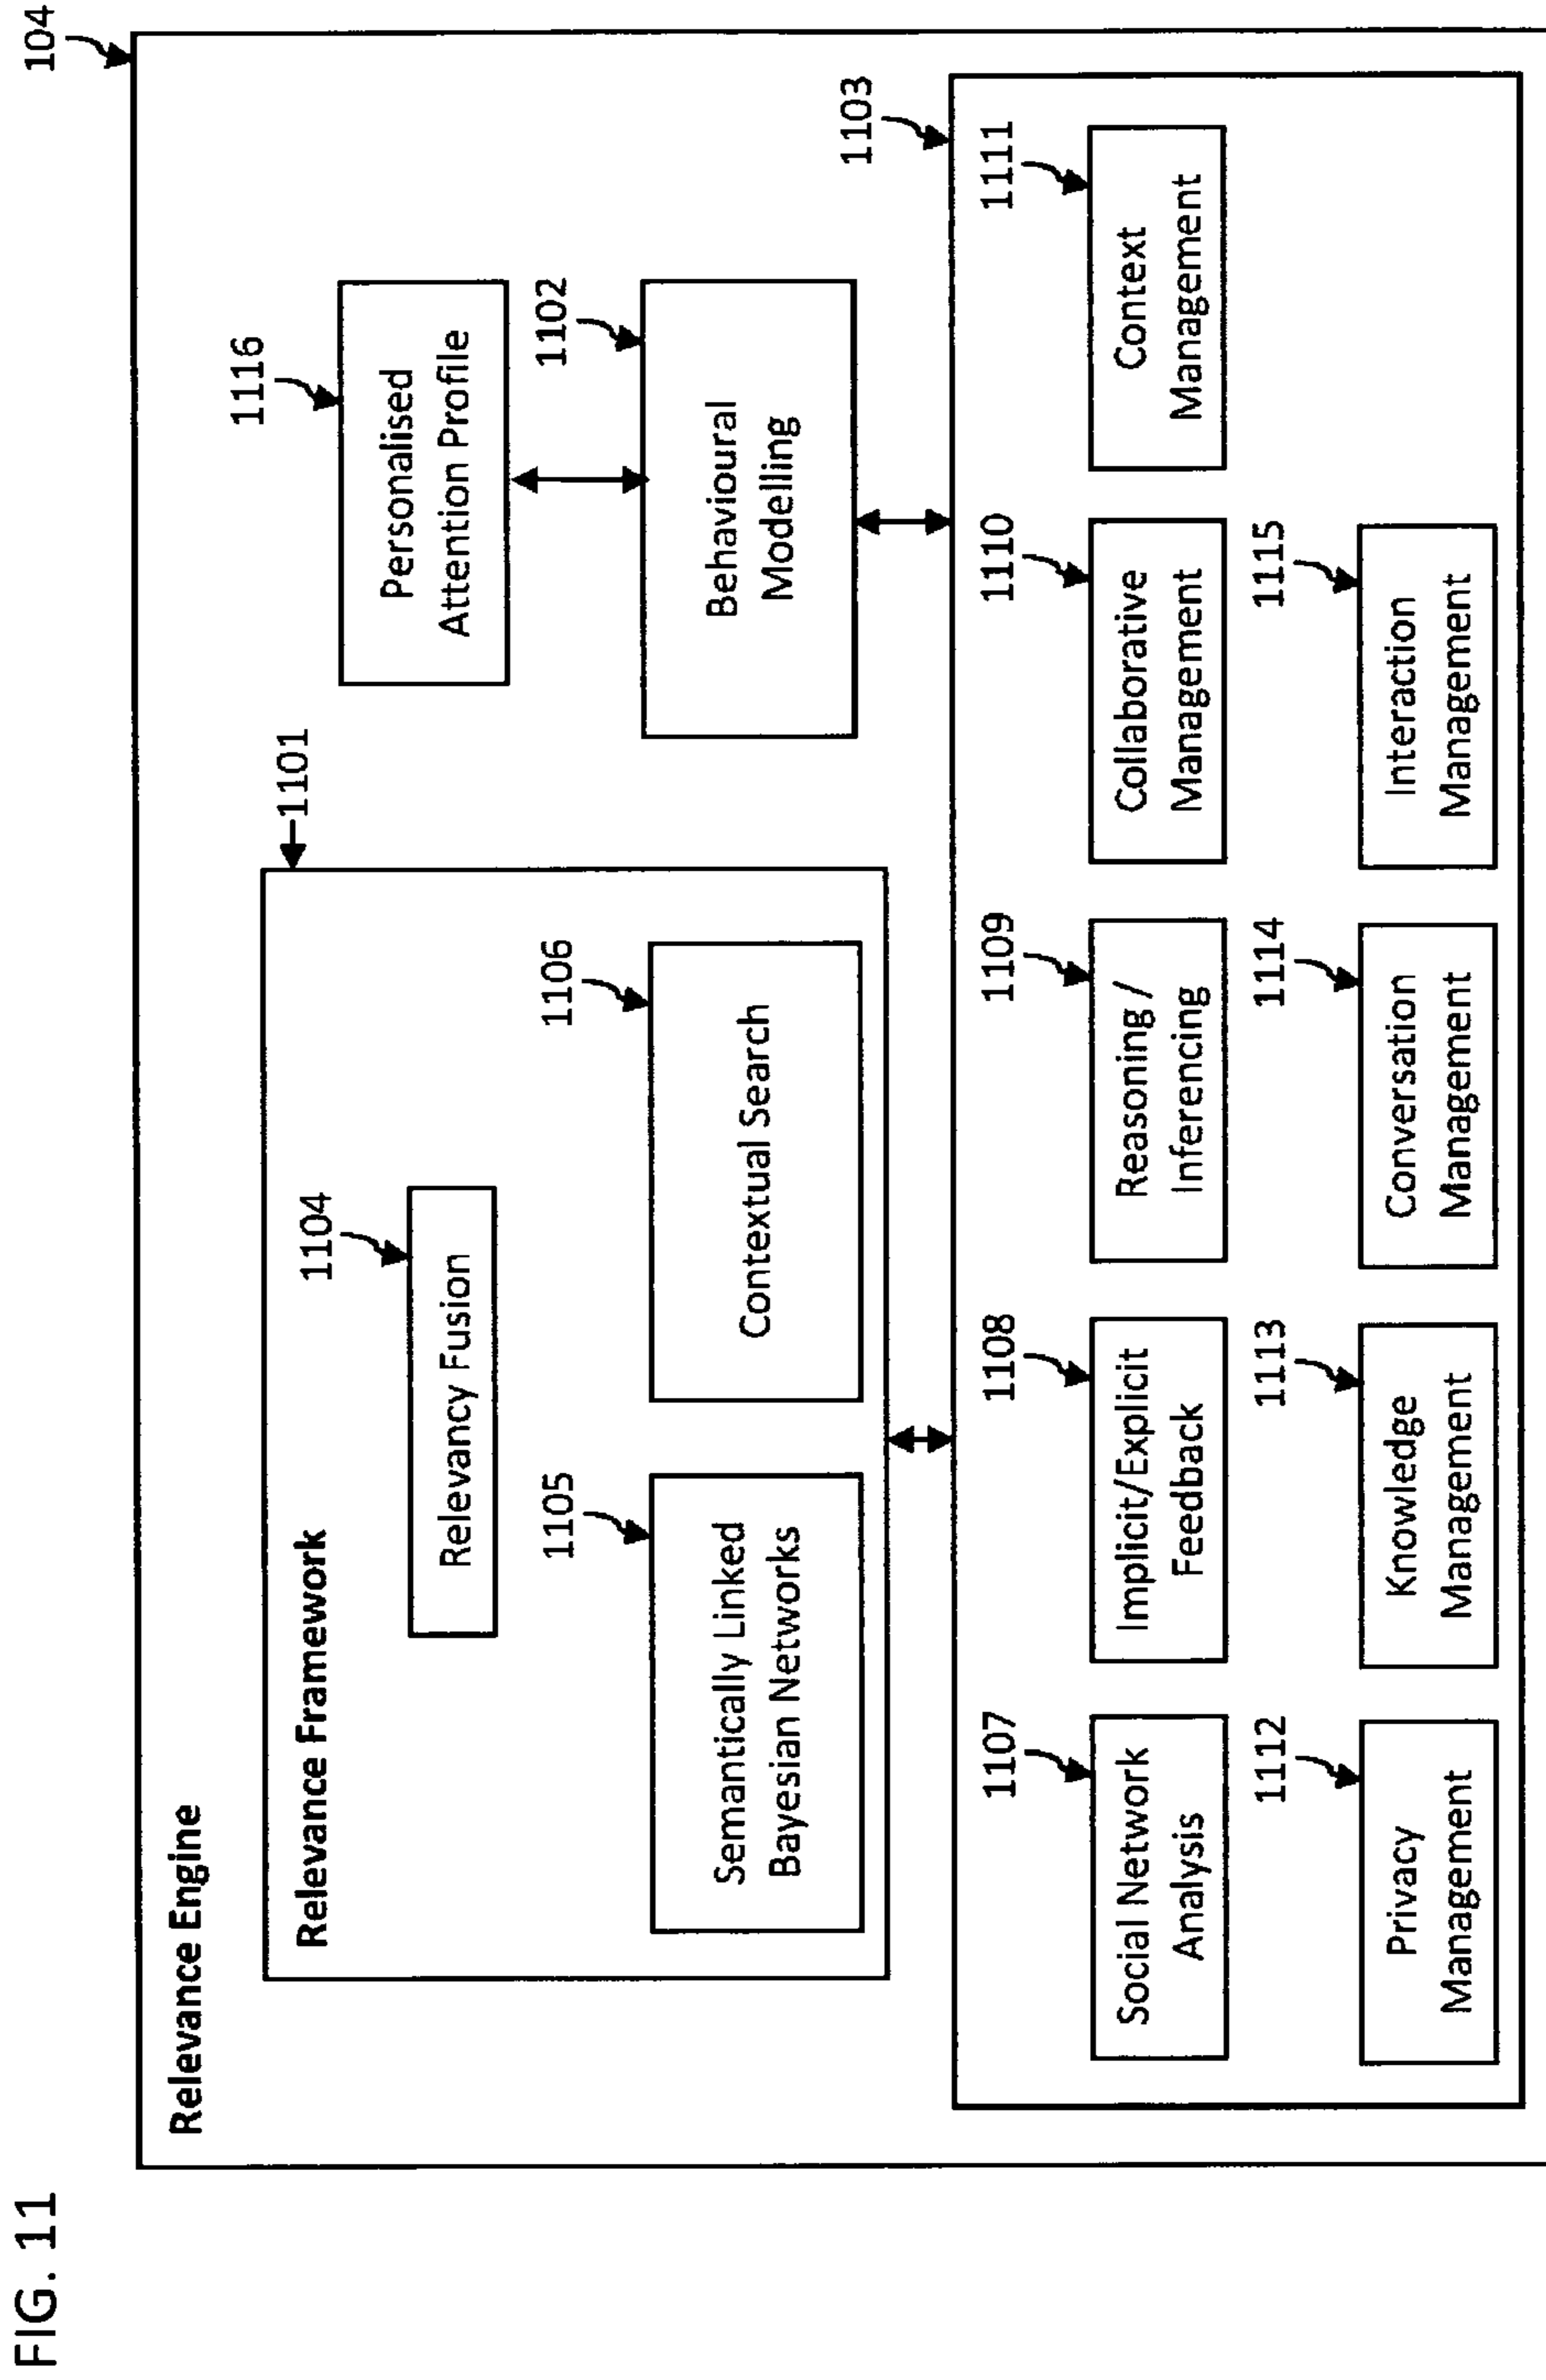 FIG. 11
104
Relevance Engine
1101
Relevance Framework
1104
Relevancy Fusion
1105
Semantically Linked
Bayesian Networks
1106
Contextual Search
1116
Personalised
Attention Profile
1102
Behavioural
Modelling
1103
1107
Social Network
Analysis
1108
Implicit/Explicit
Feedback
1109
Reasoning /
Inferencing
1110
Collaborative
Management
1111
Context
Management
1112
Privacy
Management
1113
Knowledge
Management
1114
Conversation
Management
1115
Interaction
Management